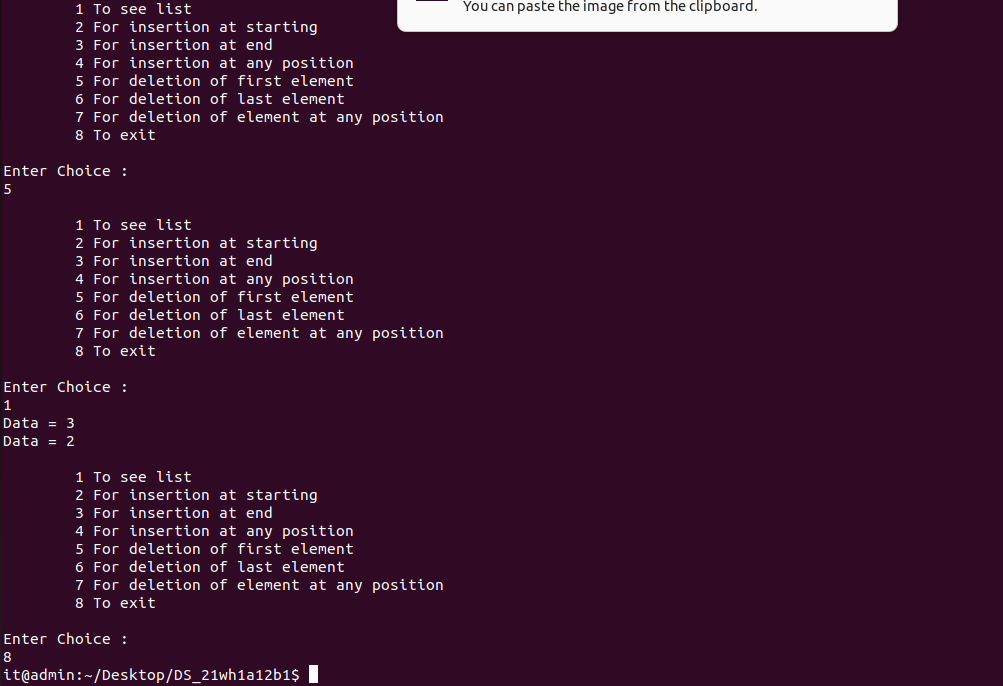 You can paste the image from the clipboard.
1 To see list
2 For insertion at starting
3 For insertion at end
4 For insertion at any position
5 For deletion of first element
6 For deletion of last element
7 For deletion of element at any position
8 To exit
Enter Choice :
5
1 To see list
2 For insertion at starting
3 For insertion at end
4 For insertion at any position
5 For deletion of first element
6 For deletion of last element
7 For deletion of element at any position
8 To exit
Enter Choice :
1
Data = 3
Data = 2
1 To see list
2 For insertion at starting
3 For insertion at end
4 For insertion at any position
5 For deletion of first element
6 For deletion of last element
7 For deletion of element at any position
8 To exit
Enter Choice :
8
it@admin:~/Desktop/DS_21wh1a12b1$